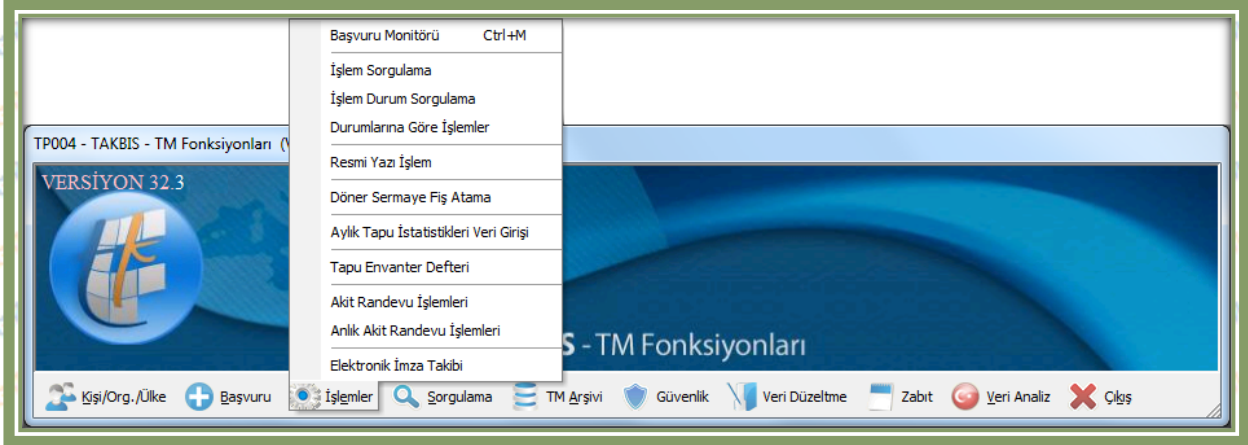 Başvuru Monitörü Ctrl+M
İşlem Sorgulama
İşlem Durum Sorgulama
Durumlarına Göre İşlemler
Resmi Yazı İşlem
Döner Sermaye Fiş Atama
Aylık Tapu İstatistikleri Veri Girişi
Tapu Envanter Defteri
Akit Randevu İşlemleri
Anlık Akit Randevu İşlemleri
Elektronik İmza Takibi
TP004 - TAKBIS - TM Fonksiyonları (
VERSİYON 32.3
S - TM Fonksiyonları
Kişi/Org./Ülke Başvuru İşlemler Sorgulama TM Arşivi Güvenlik Veri Düzeltme Zabıt Veri Analiz Çıkış